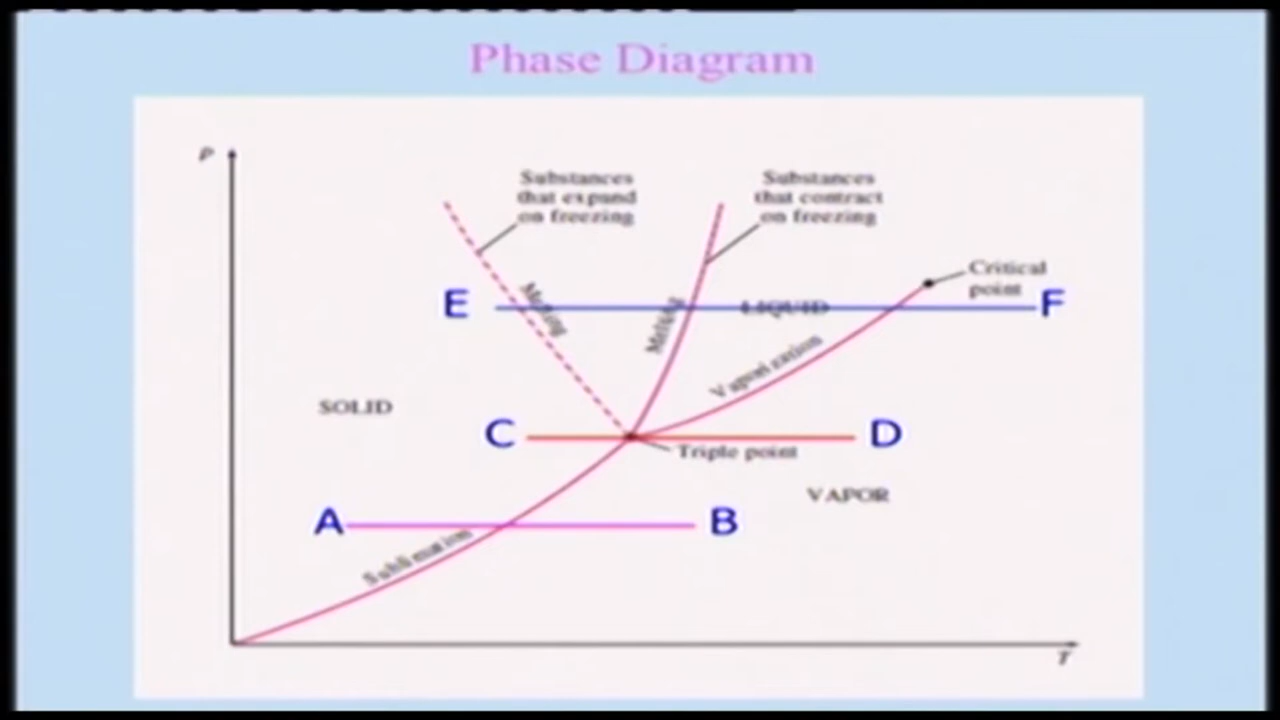 Phase Diagram
P
Substances
that expand
on freezing
Substances
that contract
on freezing
Critical
point
E
Melting
Melting
LIQUID
F
Vaporization
SOLID
C
D
Triple point
VAPOR
A
B
Sublimation
T